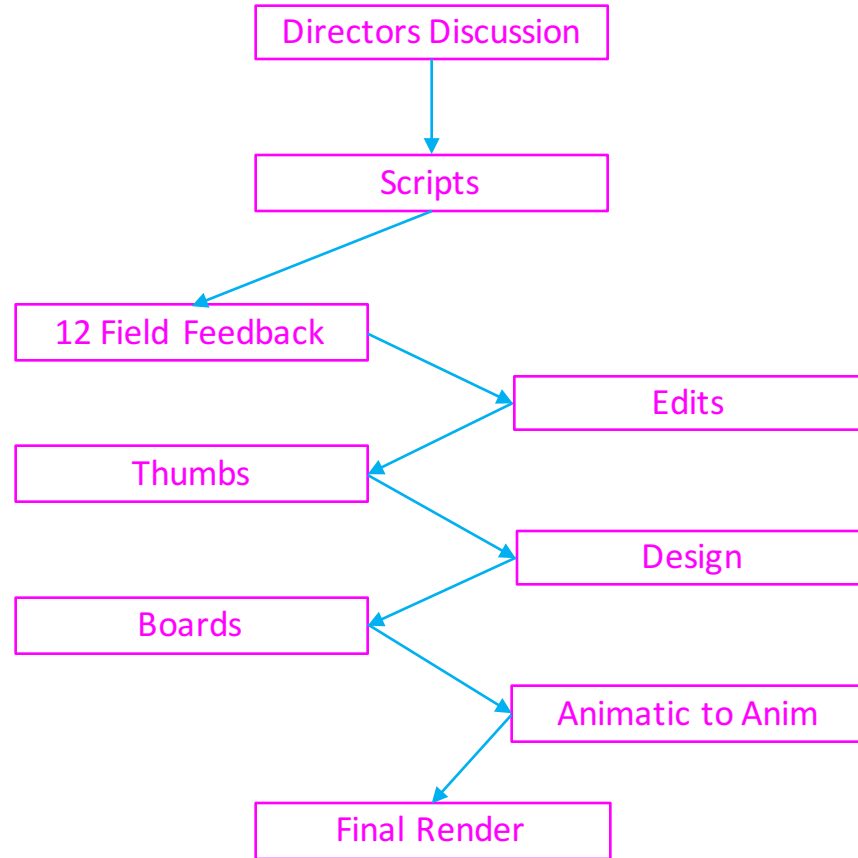 Directors Discussion
Scripts
12 Field Feedback
Edits
Thumbs
Design
Boards
Animatic to Anim
Final Render